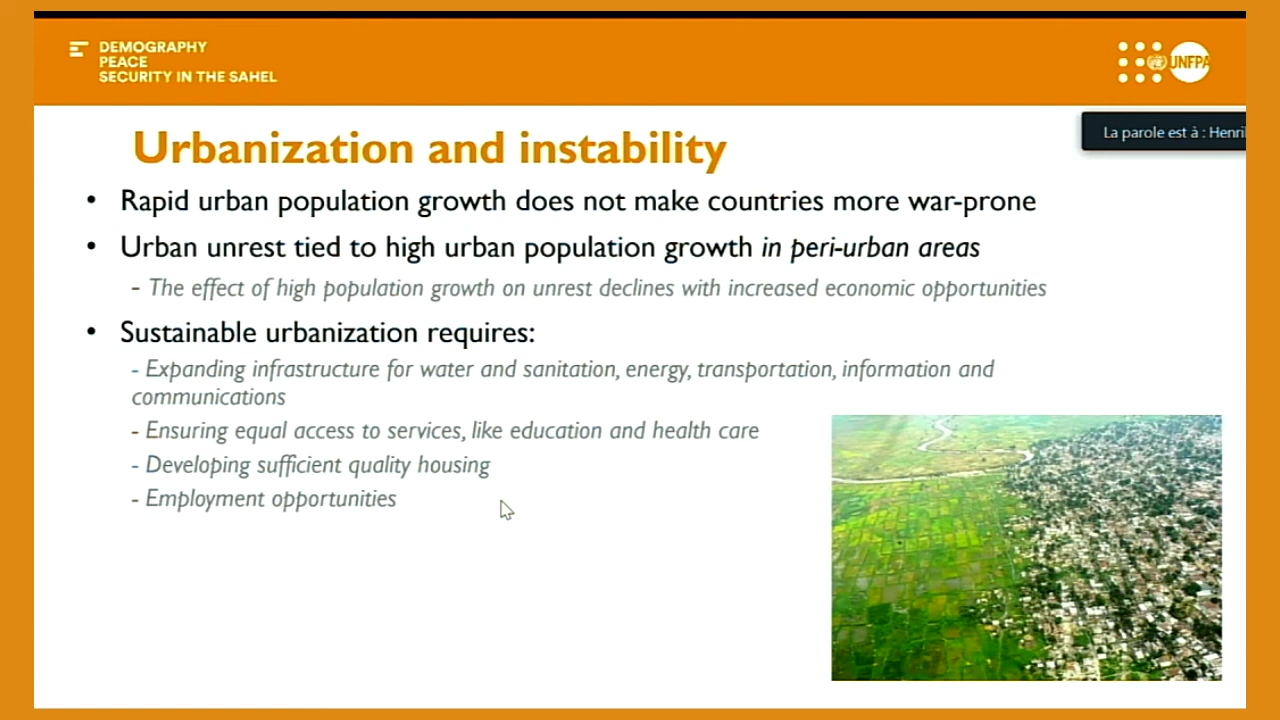 DEMOGRAPHY
PEACE
SECURITY IN THE SAHEL
UNFPA
La parole est à : Henri
Urbanization and instability
• Rapid urban population growth does not make countries more war-prone
• Urban unrest tied to high urban population growth in peri-urban areas
- The effect of high population growth on unrest declines with increased economic opportunities
• Sustainable urbanization requires:
- Expanding infrastructure for water and sanitation, energy, transportation, information and
communications
- Ensuring equal access to services, like education and health care
- Developing sufficient quality housing
- Employment opportunities